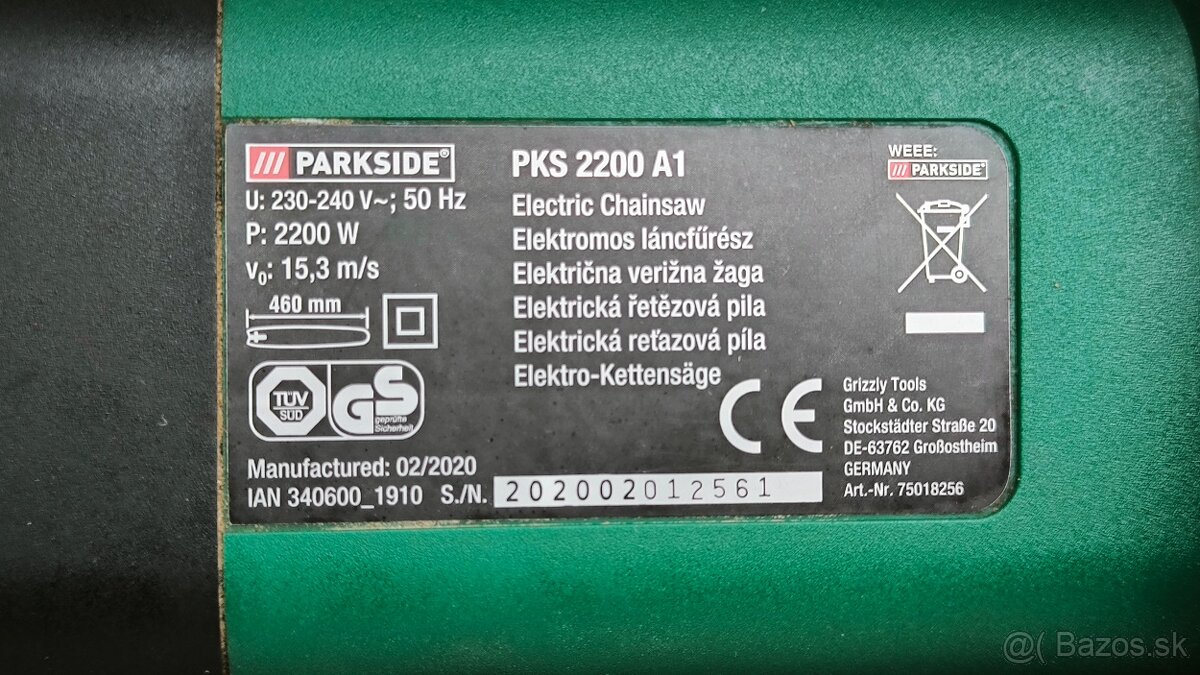 PARKSIDE®
U: 230-240 V~; 50 Hz
P: 2200 W
v₀: 15,3 m/s
460 mm
TÜV
SÜD
GS
geprüfte
Sicherheit
Manufactured: 02/2020
IAN 340600_1910 S./N. 202002012561
PKS 2200 A1
Electric Chainsaw
Elektromos láncfűrész
Električna verižna žaga
Elektrická řetězová pila
Elektrická reťazová píla
Elektro-Kettensäge
CE
WEEE:
PARKSIDE®
Grizzly Tools
GmbH & Co. KG
Stockstädter Straße 20
DE-63762 Großostheim
GERMANY
Art.-Nr. 75018256
@( Bazos.sk